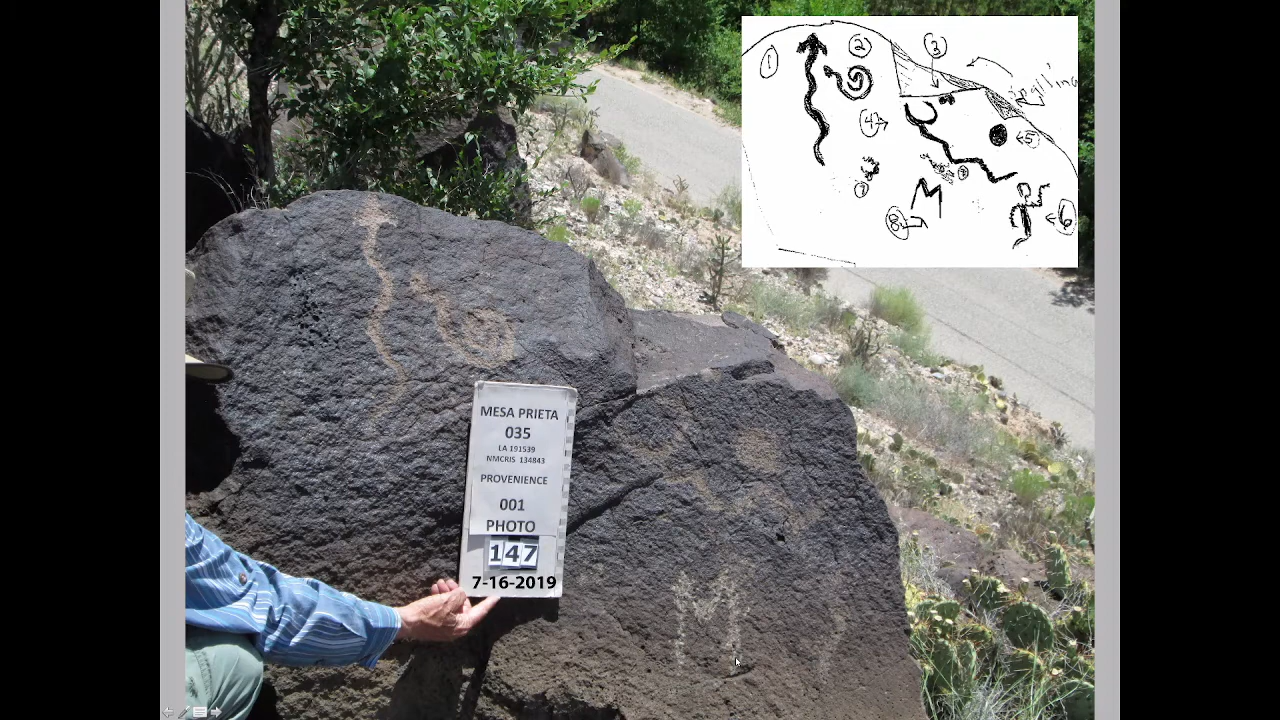 MESA PRIETA
035
LA 191539
NMCRIS 134843
PROVENIENCE
001
PHOTO
147
7-16-2019
1
2
3
4
5
6
7
8
M